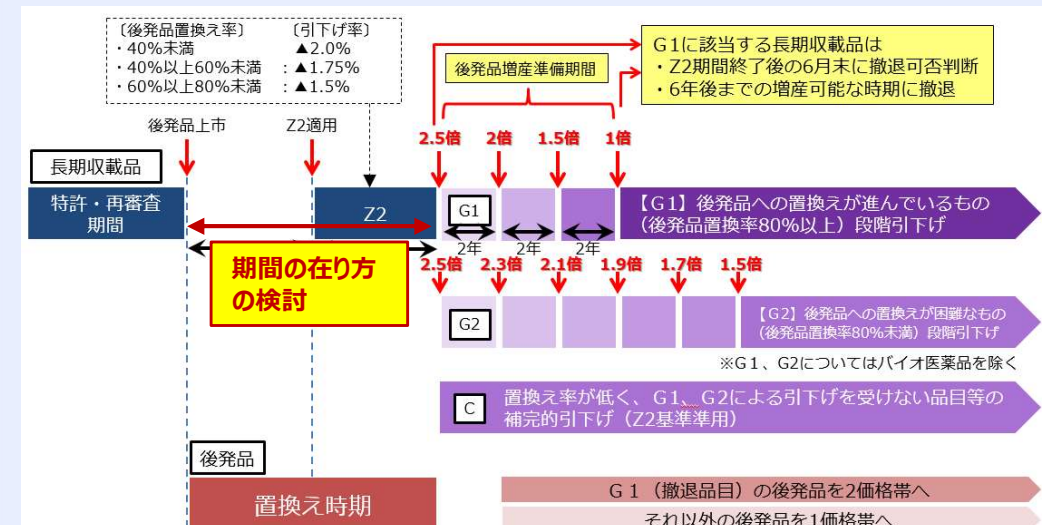 〔後発品置換え率〕 〔引下げ率〕
・40%未満 ▲2.0%
・40%以上60%未満 ：▲1.75%
・60%以上80%未満 ：▲1.5%
後発品増産準備期間
G1に該当する長期収載品は
・Z2期間終了後の6月末に撤退可否判断
・6年後までの増産可能な時期に撤退
後発品上市 Z2適用
2.5倍 2倍 1.5倍 1倍
長期収載品
特許・再審査
期間
Z2
G1
【G1】後発品への置換えが進んでいるもの
（後発品置換率80%以上）段階引下げ
2年 2年 2年
期間の在り方
の検討
2.5倍 2.3倍 2.1倍 1.9倍 1.7倍 1.5倍
G2
【G2】後発品への置換えが困難なもの
（後発品置換率80%未満）段階引下げ
※G1、G2についてはバイオ医薬品を除く
C
置換え率が低く、G1、G2による引下げを受けない品目等の
補完的引下げ（Z2基準準用）
後発品
置換え時期
G1（撤退品目）の後発品を2価格帯へ
それ以外の後発品を1価格帯へ